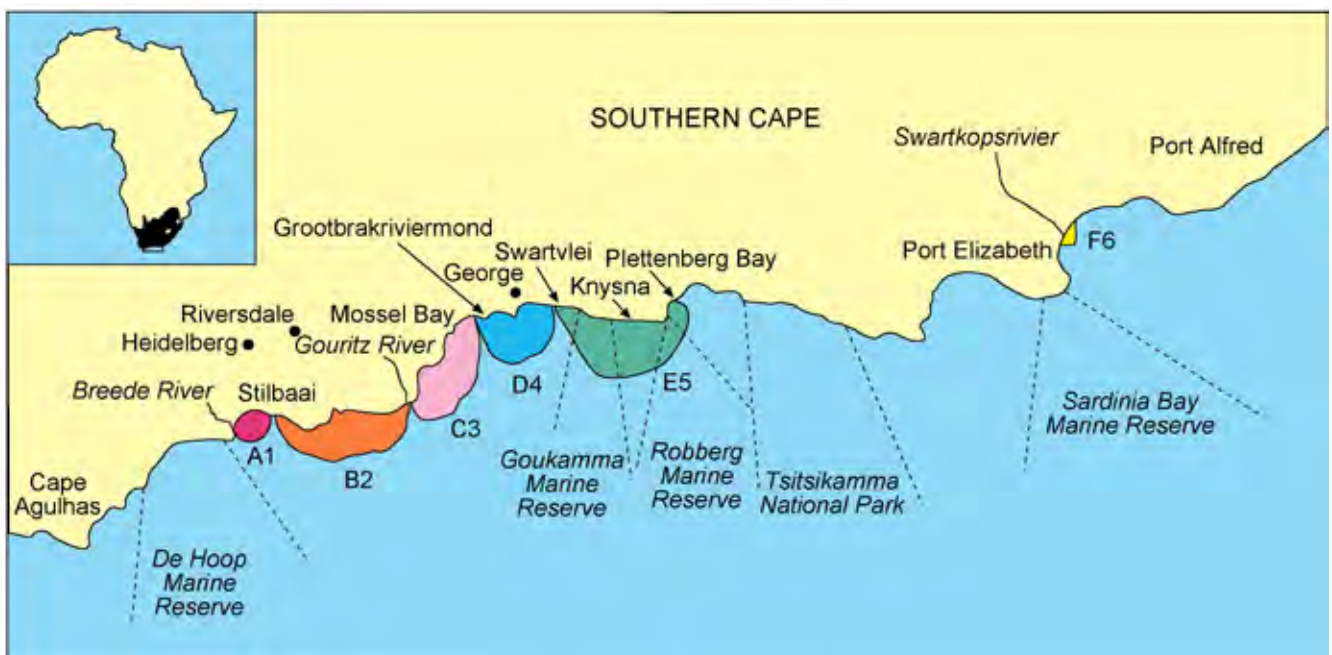 SOUTHERN CAPE
Swartkopsrivier
Port Alfred
Grootbrakriviermond
Swartvlei
Plettenberg Bay
George
Knysna
Port Elizabeth
F6
Riversdale
Mossel Bay
Heidelberg
Gouritz River
Breede River
Stilbaai
A1
B2
C3
D4
E5
Cape
Agulhas
De Hoop
Marine
Reserve
Goukamma
Marine
Reserve
Robberg
Marine
Reserve
Tsitsikamma
National Park
Sardinia Bay
Marine Reserve